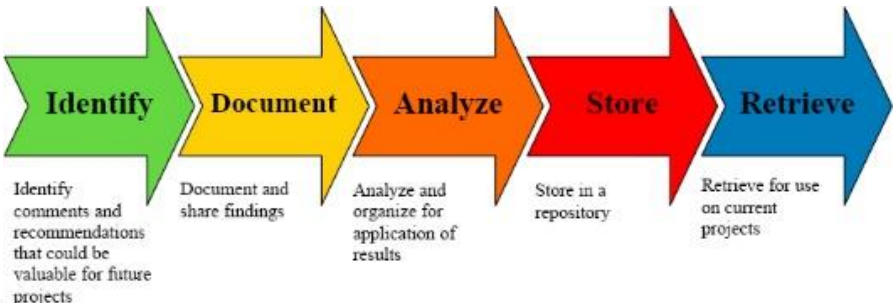 Identify
Document
Analyze
Store
Retrieve
Identify
comments and
recommendations
that could be
valuable for future
projects
Document and
share findings
Analyze and
organize for
application of
results
Store in a
repository
Retrieve for use
on current
projects